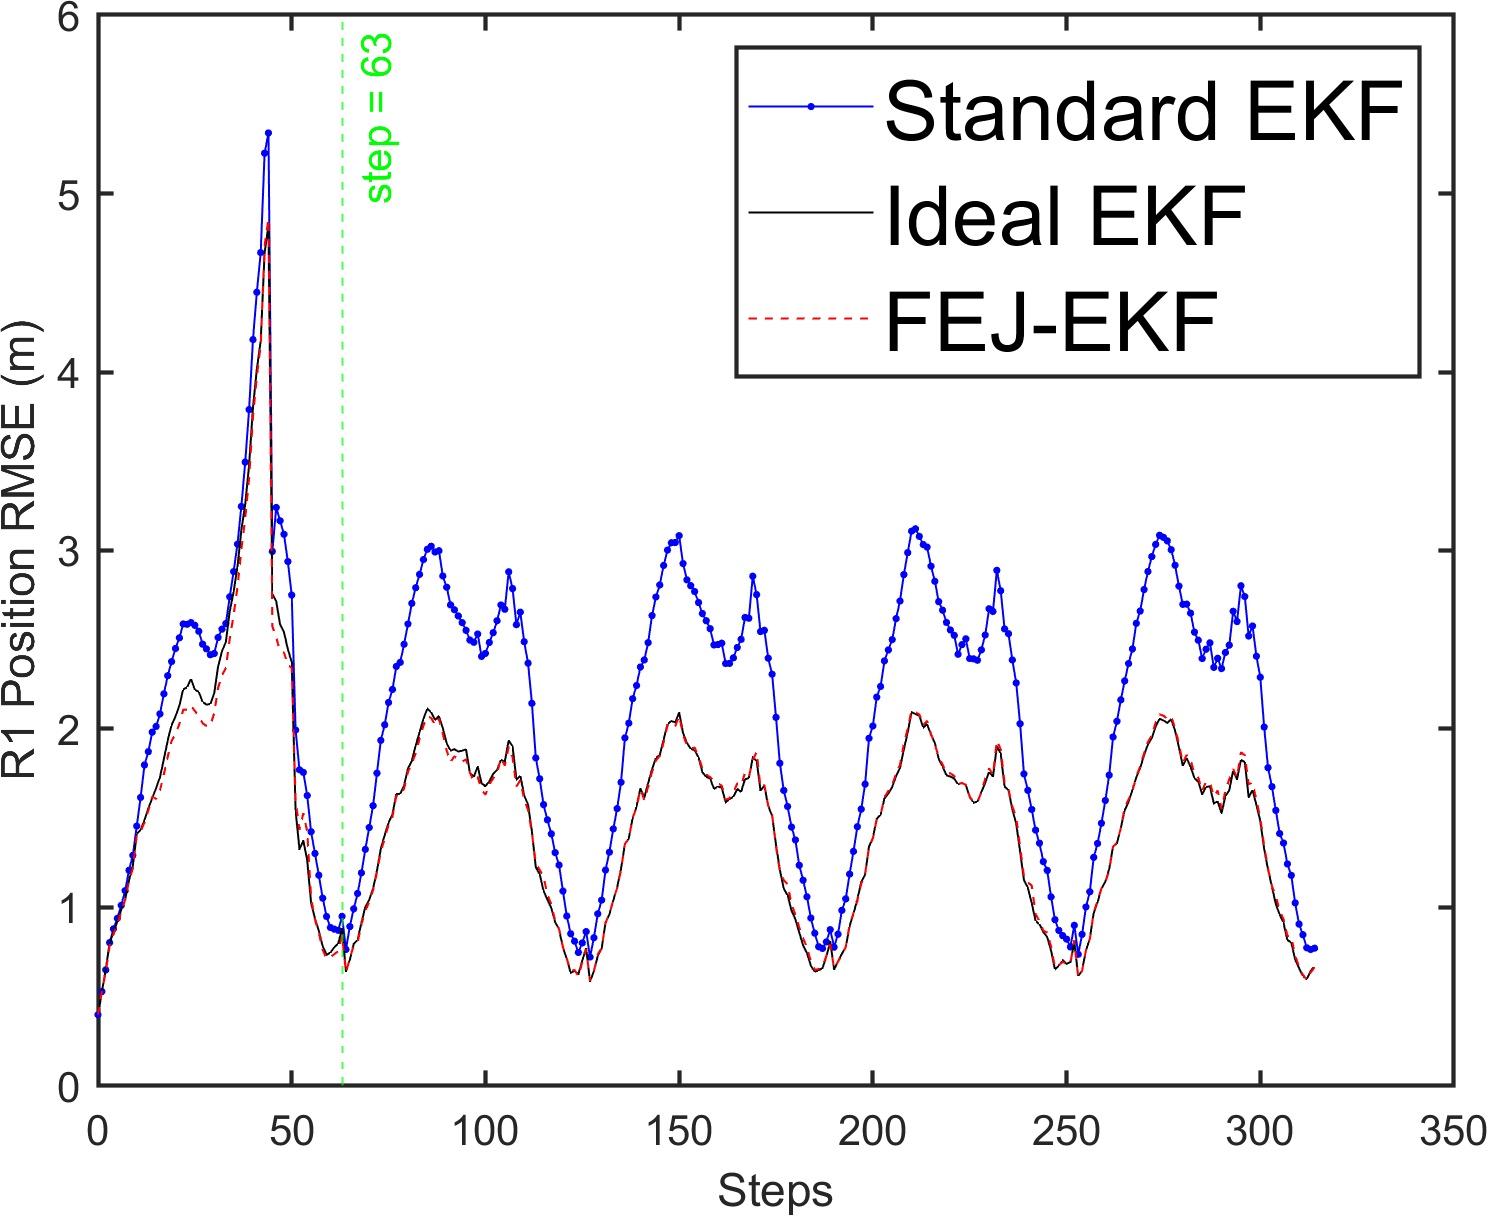 6
5
4
3
2
1
0
R1 Position RMSE (m)
step = 63
Standard EKF
Ideal EKF
FEJ-EKF
0 50 100 150 200 250 300 350
Steps